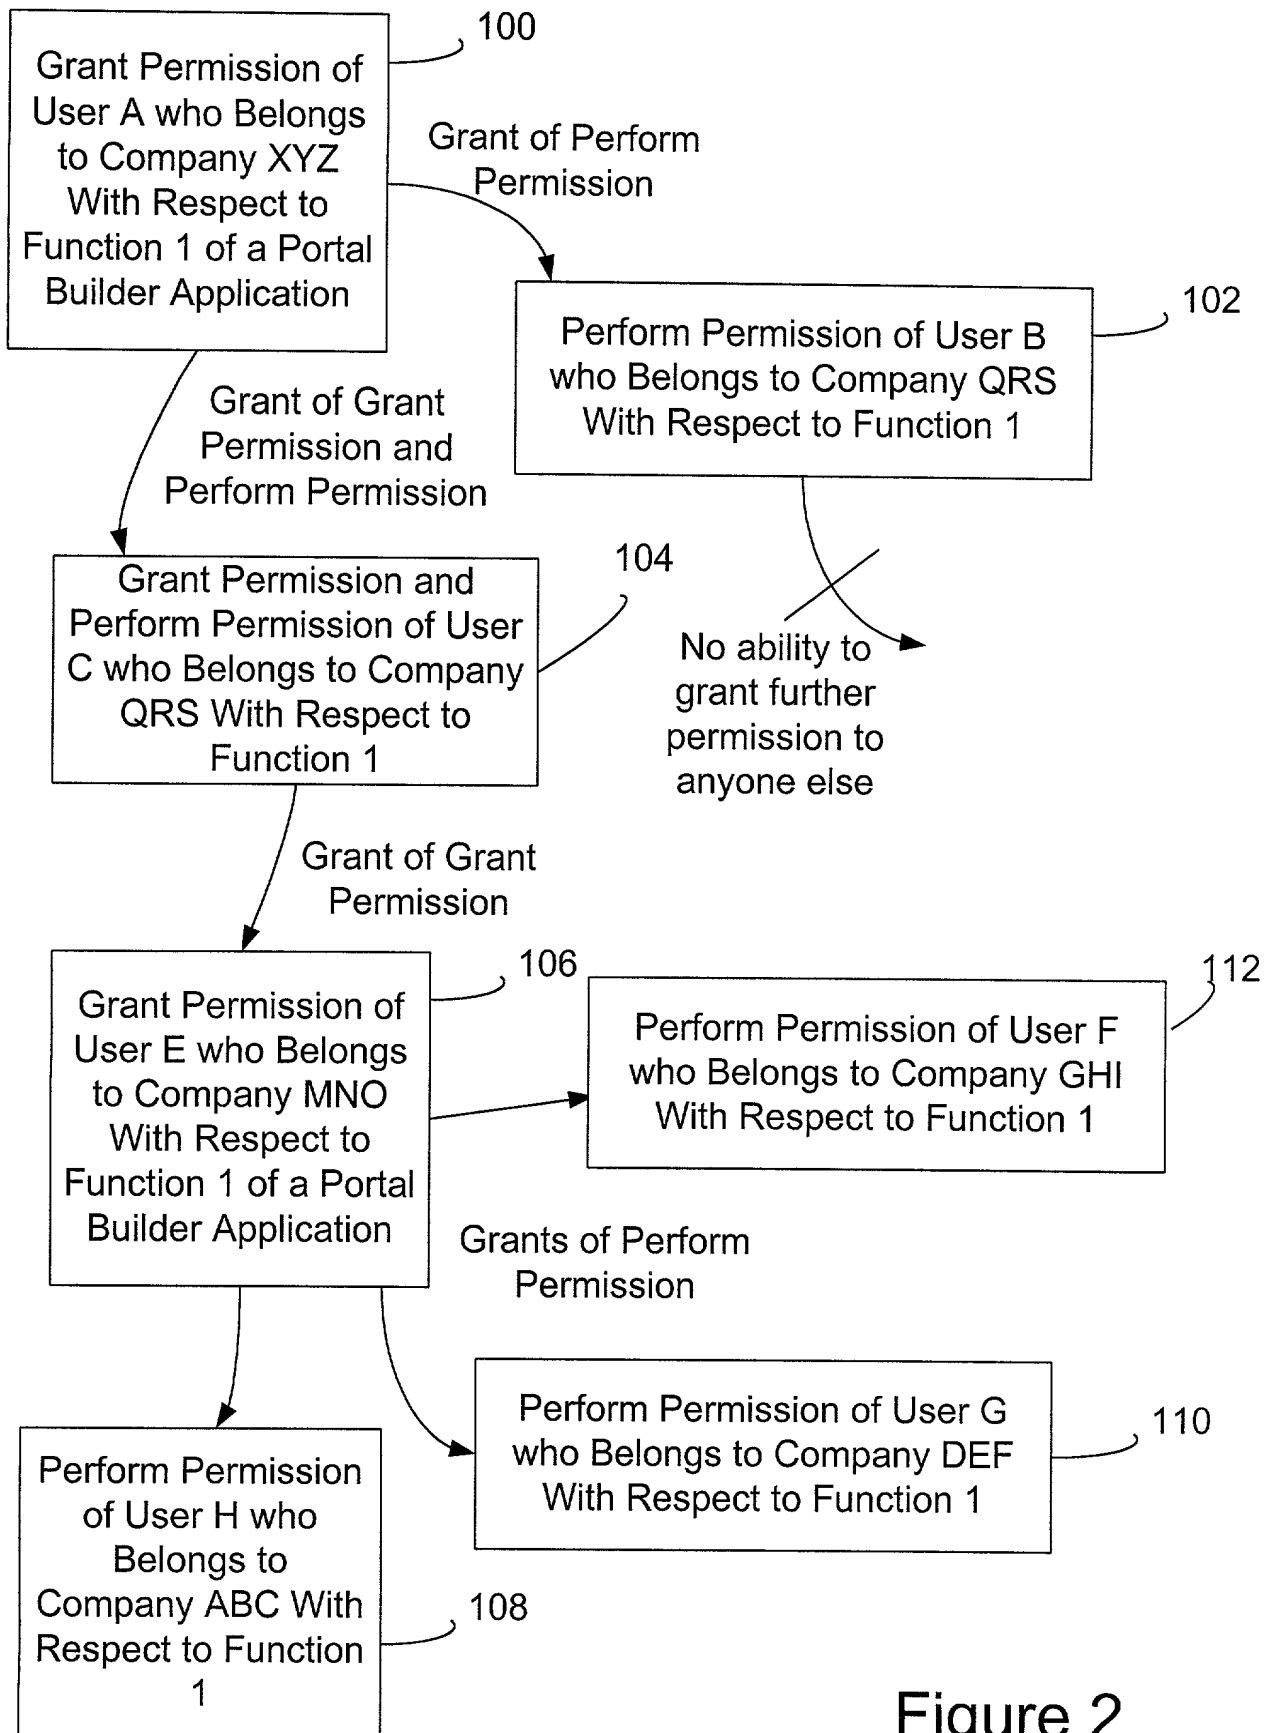 100
Grant Permission of
User A who Belongs
to Company XYZ
With Respect to
Function 1 of a Portal
Builder Application
Grant of Perform
Permission
102
Perform Permission of User B
who Belongs to Company QRS
With Respect to Function 1
Grant of Grant
Permission and
Perform Permission
104
Grant Permission and
Perform Permission of User
C who Belongs to Company
QRS With Respect to
Function 1
No ability to
grant further
permission to
anyone else
Grant of Grant
Permission
106
Grant Permission of
User E who Belongs
to Company MNO
With Respect to
Function 1 of a Portal
Builder Application
112
Perform Permission of User F
who Belongs to Company GHI
With Respect to Function 1
Grants of Perform
Permission
Perform Permission of User G
who Belongs to Company DEF
With Respect to Function 1
110
Perform Permission
of User H who
Belongs to
Company ABC With
Respect to Function
1
108
Figure 2